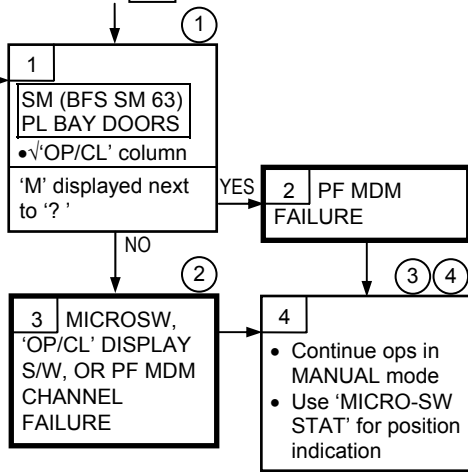 1
1
SM (BFS SM 63)
PL BAY DOORS
•√'OP/CL' column
'M' displayed next
to '? '
YES
2 PF MDM
FAILURE
NO
2
3 4
3 MICROSW,
'OP/CL' DISPLAY
S/W, OR PF MDM
CHANNEL
FAILURE
4
• Continue ops in
MANUAL mode
• Use 'MICRO-SW
STAT' for position
indication